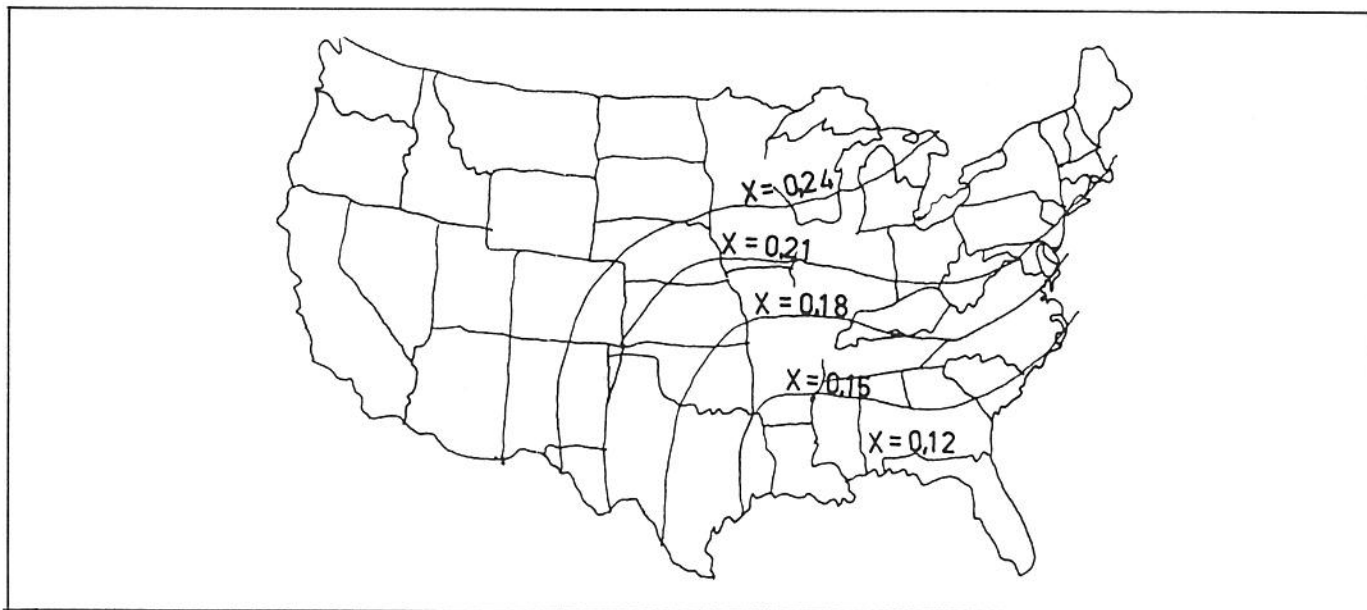 X = 0,24
X = 0,21
X = 0,18
X = 0,15
X = 0,12